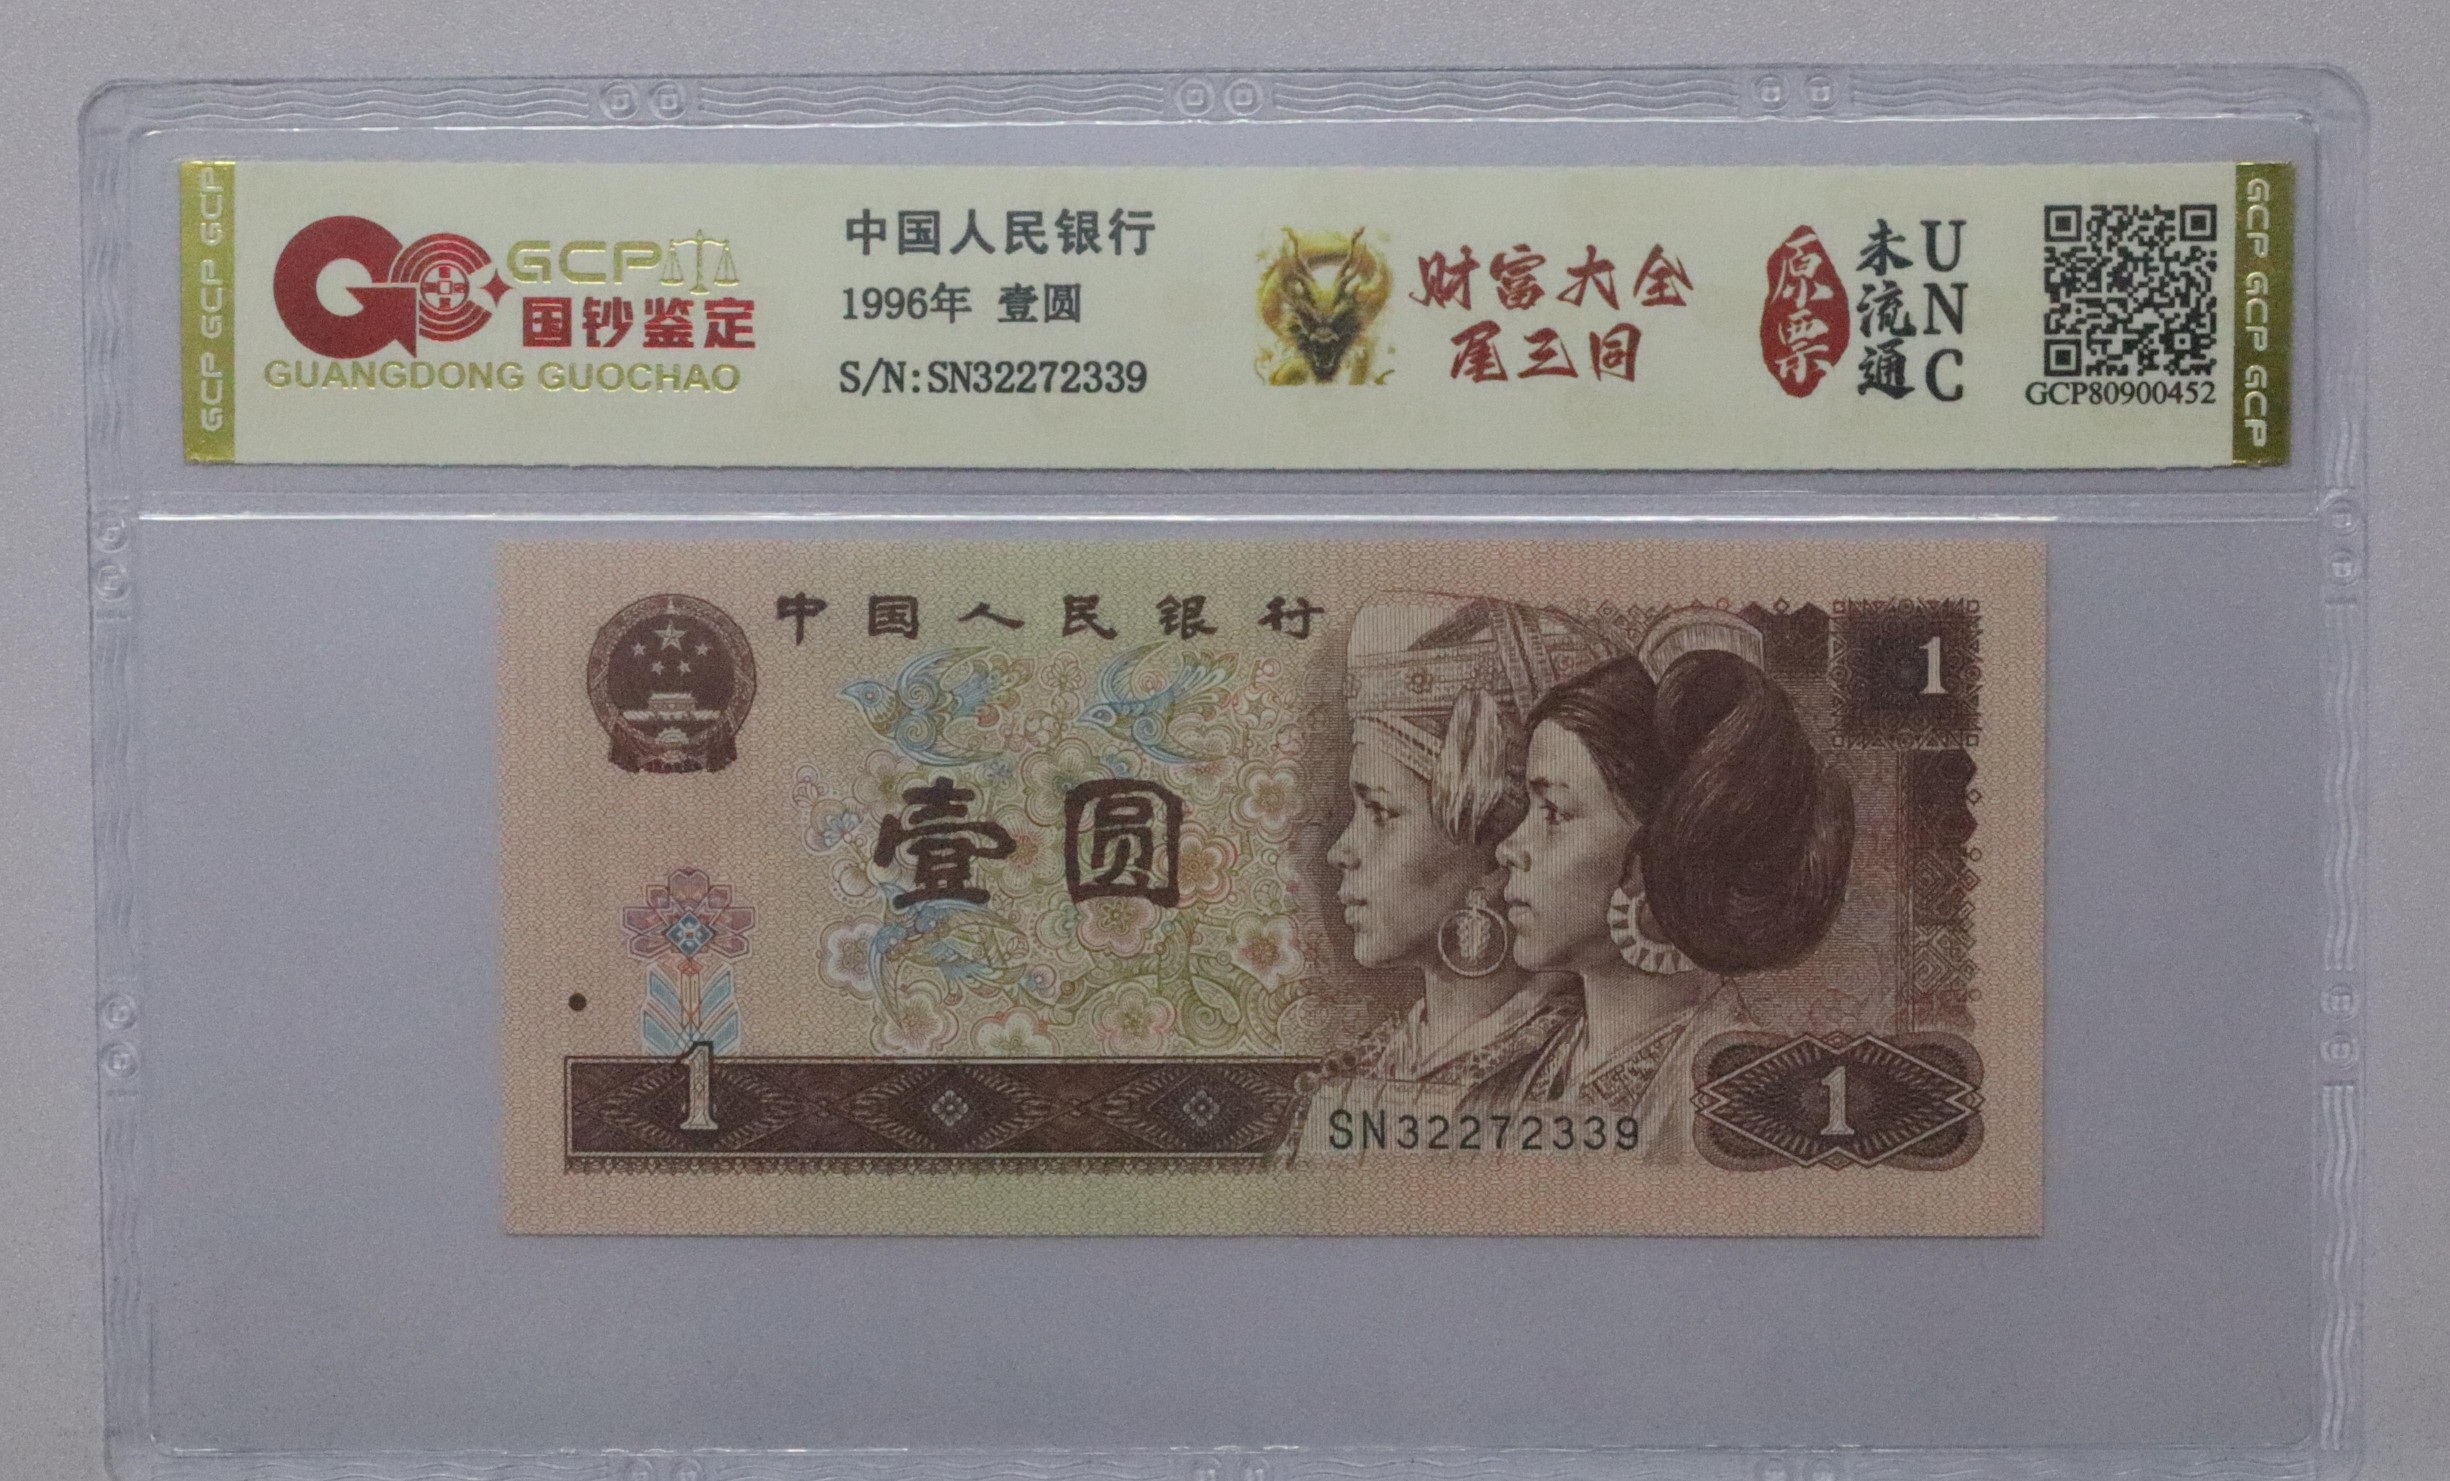 GCP GCP GCP
GCP
国钞鉴定
GUANGDONG GUOCHAO
中国人民银行
1996年 壹圆
S/N:SN32272339
财富大全
尾三同
原票
未流通
UNC
GCP80900452
GCP GCP GCP
中国人民银行
1
壹圆
1
SN32272339
1